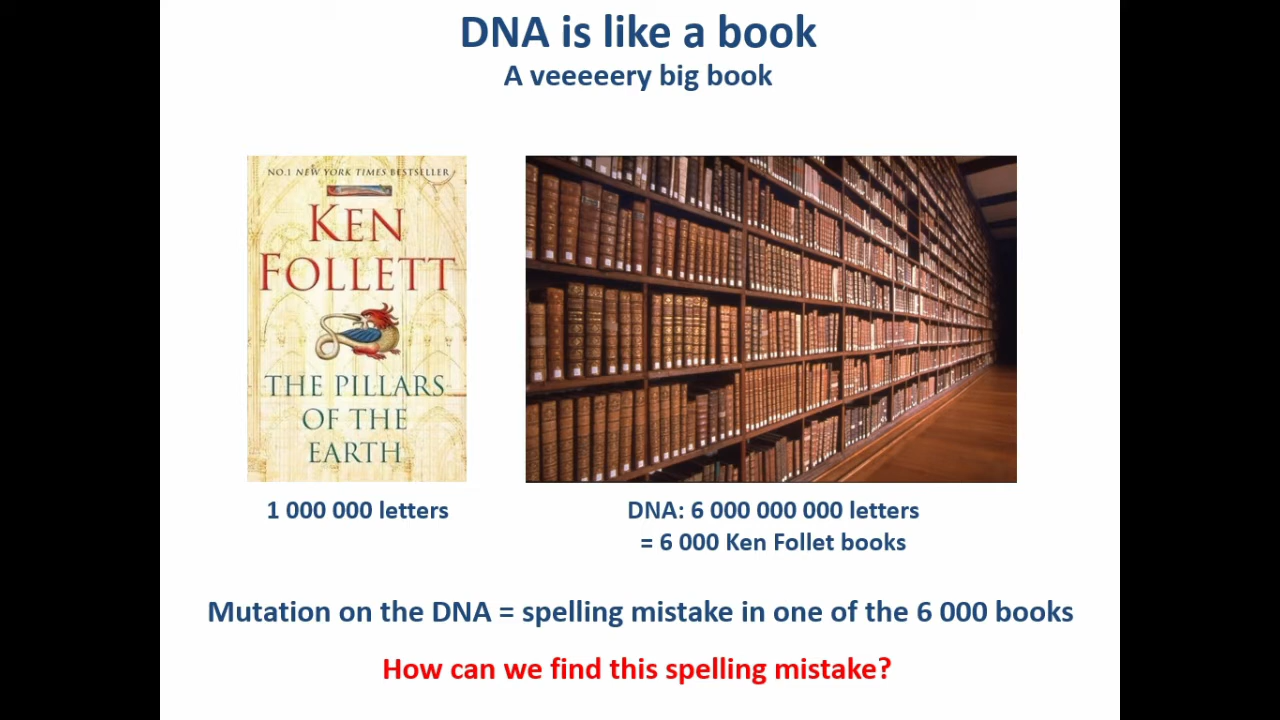 DNA is like a book
A veeeeery big book
NO.1 NEW YORK TIMES BESTSELLER
KEN
FOLLETT
THE PILLARS
OF THE
EARTH
1 000 000 letters
DNA: 6 000 000 000 letters
= 6 000 Ken Follet books
Mutation on the DNA = spelling mistake in one of the 6 000 books
How can we find this spelling mistake?